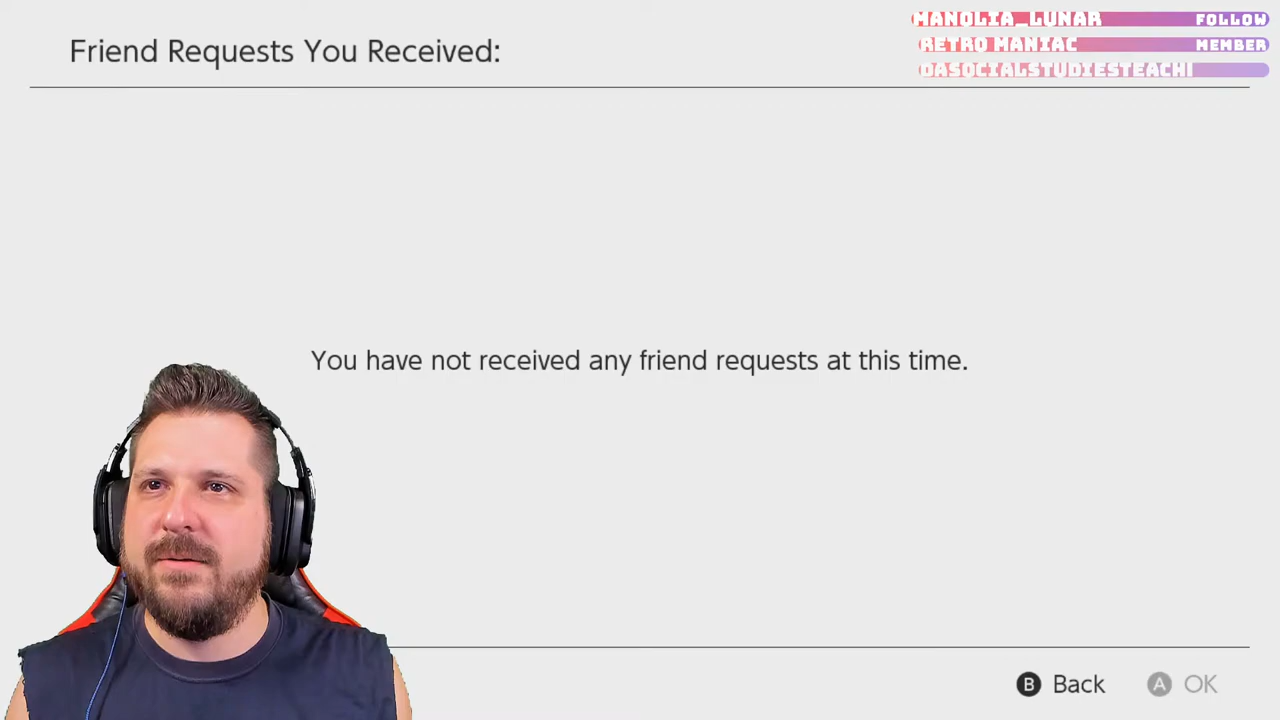 Friend Requests You Received:
MANOLIA_LUNAR FOLLOW
RETRO MANIAC MEMBER
DASOCIALSTUDIESTEACH
You have not received any friend requests at this time.
B Back A OK